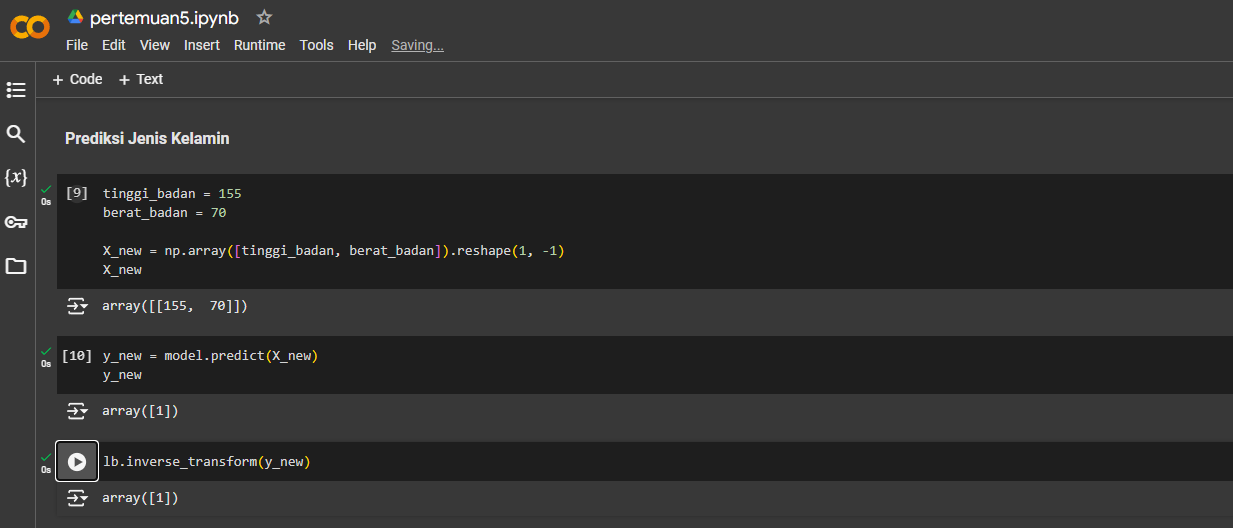 pertemuan5.ipynb
File Edit View Insert Runtime Tools Help Saving...
+ Code + Text
Prediksi Jenis Kelamin
{x}
0s
[9] tinggi_badan = 155
berat_badan = 70
X_new = np.array([tinggi_badan, berat_badan]).reshape(1, -1)
X_new
array([[155,  70]])
0s
[10] y_new = model.predict(X_new)
y_new
array([1])
0s
lb.inverse_transform(y_new)
array([1])